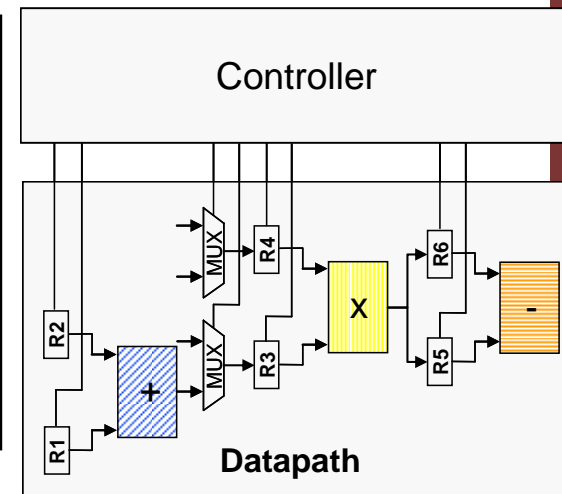 Controller
MUX
R4
R6
X
-
R2
MUX
R3
R5
+
R1
Datapath